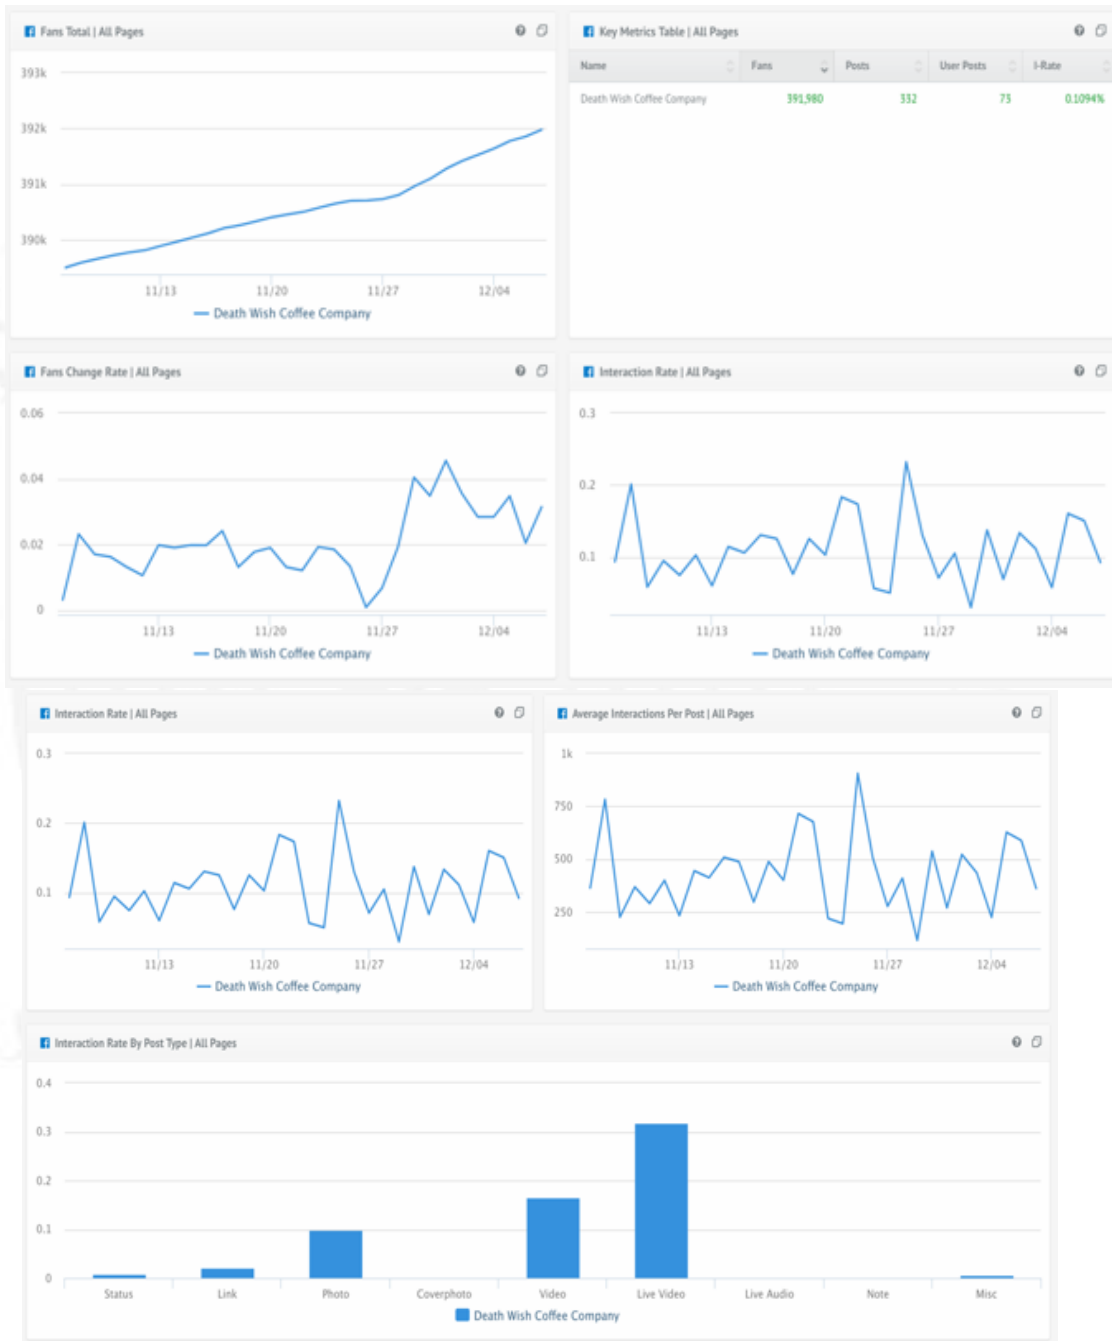 Fans Total | All Pages
393k
392k
391k
390k
11/13 11/20 11/27 12/04
Death Wish Coffee Company
Key Metrics Table | All Pages
Name Fans Posts User Posts I-Rate
Death Wish Coffee Company 391,980 332 73 0.1094%
Fans Change Rate | All Pages
0.06
0.04
0.02
0
11/13 11/20 11/27 12/04
Death Wish Coffee Company
Interaction Rate | All Pages
0.3
0.2
0.1
11/13 11/20 11/27 12/04
Death Wish Coffee Company
Interaction Rate | All Pages
0.3
0.2
0.1
11/13 11/20 11/27 12/04
Death Wish Coffee Company
Average Interactions Per Post | All Pages
1k
750
500
250
11/13 11/20 11/27 12/04
Death Wish Coffee Company
Interaction Rate By Post Type | All Pages
0.4
0.3
0.2
0.1
0
Status Link Photo Coverphoto Video Live Video Live Audio Note Misc
Death Wish Coffee Company